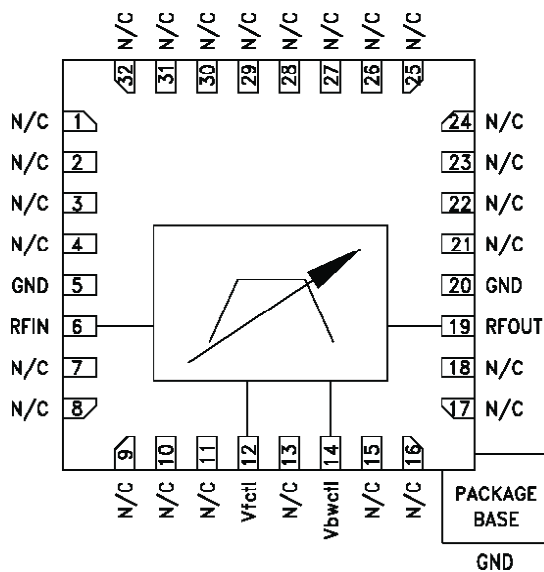 N/C N/C N/C N/C N/C N/C N/C N/C
32 31 30 29 28 27 26 25
N/C 1
N/C 2
N/C 3
N/C 4
GND 5
RFIN 6
N/C 7
N/C 8
24 N/C
23 N/C
22 N/C
21 N/C
20 GND
19 RFOUT
18 N/C
17 N/C
9 10 11 12 13 14 15 16
N/C N/C N/C Vfctl N/C Vbwctl N/C N/C
PACKAGE
BASE
GND